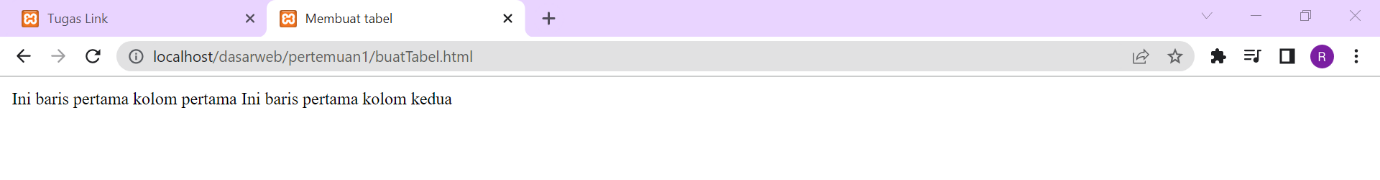 Tugas Link
Membuat tabel
localhost/dasarweb/pertemuan1/buatTabel.html
R
Ini baris pertama kolom pertama Ini baris pertama kolom kedua